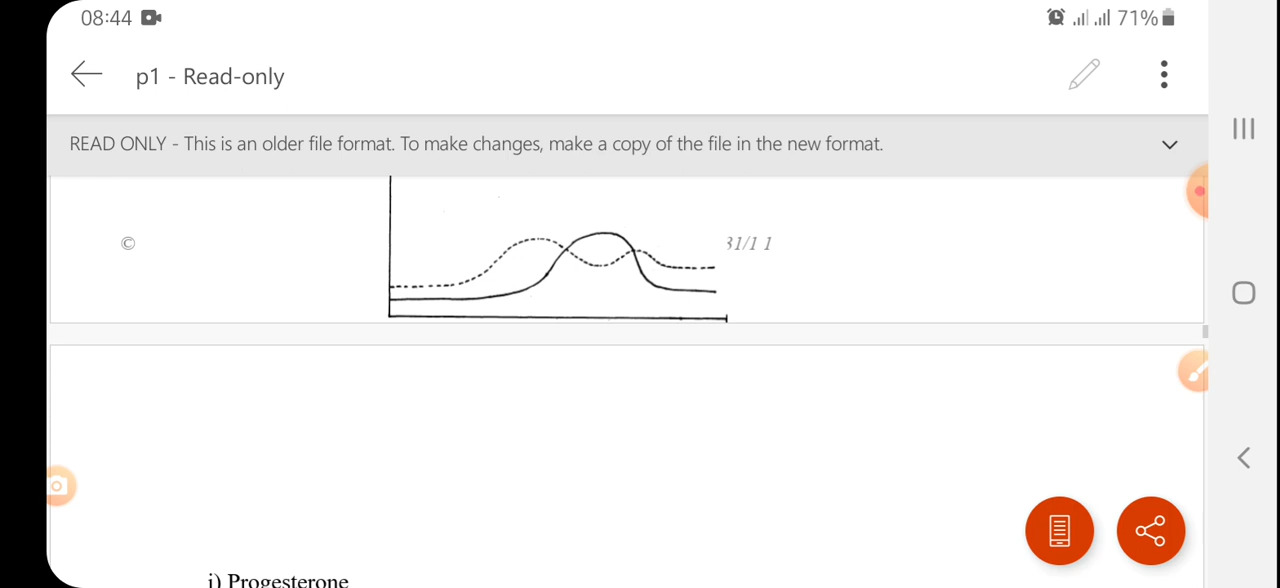 08:44 71%
p1 - Read-only
READ ONLY - This is an older file format. To make changes, make a copy of the file in the new format.
© 31/1 1
i) Progesterone